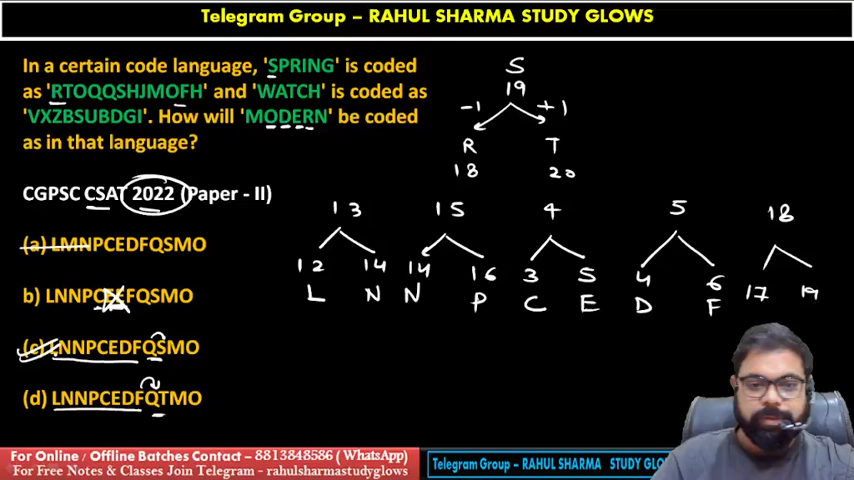 Telegram Group – RAHUL SHARMA STUDY GLOWS
In a certain code language, 'SPRING' is coded
as 'RTOQQSHJMOFH' and 'WATCH' is coded as
'VXZBSUBDGI'. How will 'MODERN' be coded
as in that language?
CGPSC CSAT 2022 (Paper - II)
(a) LMNPCEDFQSMO
b) LNNPCEEFQSMO
(c) LNNPCEDFQSMO
(d) LNNPCEDFQTMO
S
19
-1 +1
R T
18 20
13 15 4 5 18
12 14 14 16 3 5 4 6 17 19
L N N P C E D F
For Online / Offline Batches Contact – 8813848586 ( WhatsApp)
For Free Notes & Classes Join Telegram - rahulsharmastudyglows
Telegram Group – RAHUL SHARMA STUDY GLO